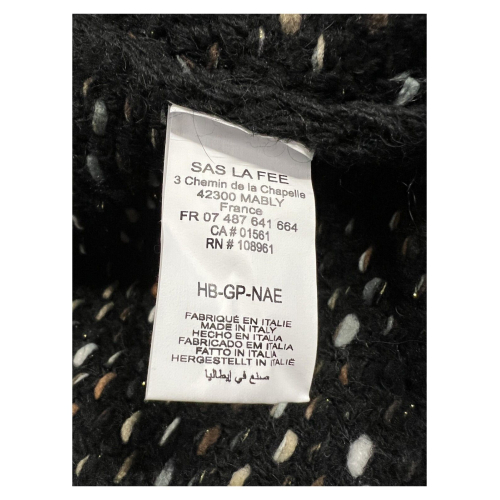 SAS LA FEE
3 Chemin de la Chapelle
42300 MABLY
France
FR 07 487 641 664
CA # 01561
RN # 108961
HB-GP-NAE
FABRIQUÉ EN ITALIE
MADE IN ITALY
HECHO EN ITALIA
FABRICADO EM ITALIA
FATTO IN ITALIA
HERGESTELLT IN ITALIË
صنع في إيطاليا